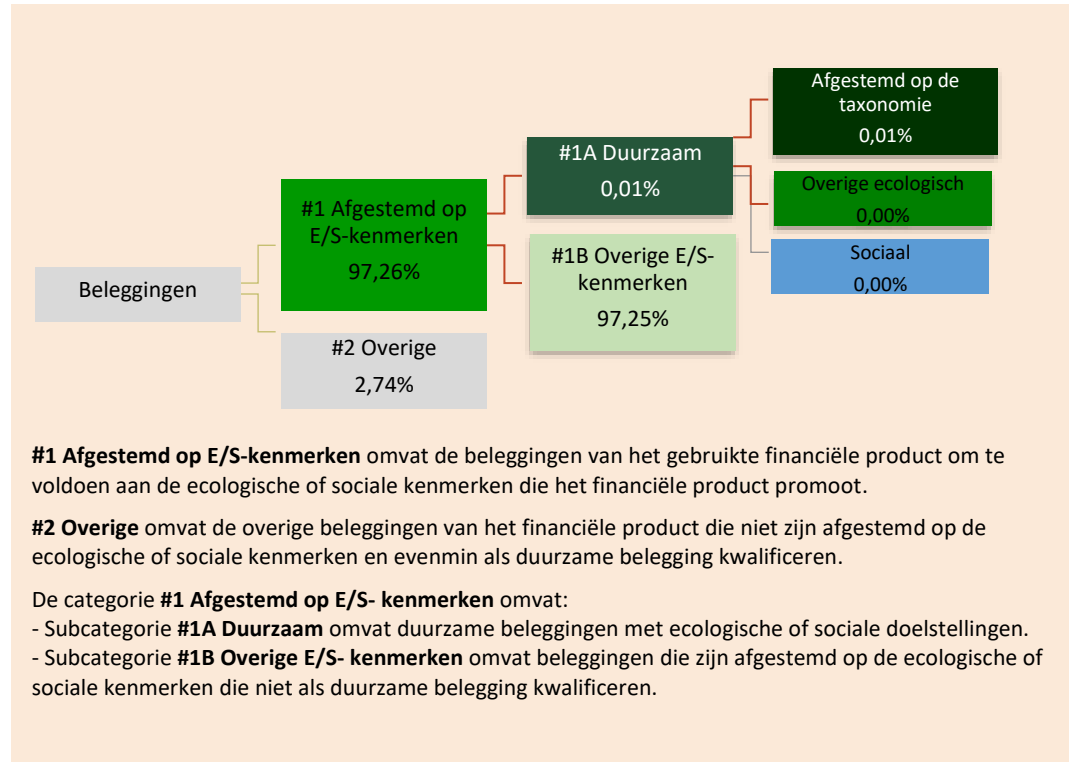 Beleggingen
#1 Afgestemd op
E/S-kenmerken
97,26%
#2 Overige
2,74%
#1A Duurzaam
0,01%
#1B Overige E/S-
kenmerken
97,25%
Afgestemd op de
taxonomie
0,01%
Overige ecologisch
0,00%
Sociaal
0,00%
#1 Afgestemd op E/S-kenmerken omvat de beleggingen van het gebruikte financiële product om te
voldoen aan de ecologische of sociale kenmerken die het financiële product promoot.
#2 Overige omvat de overige beleggingen van het financiële product die niet zijn afgestemd op de
ecologische of sociale kenmerken en evenmin als duurzame belegging kwalificeren.
De categorie #1 Afgestemd op E/S- kenmerken omvat:
- Subcategorie #1A Duurzaam omvat duurzame beleggingen met ecologische of sociale doelstellingen.
- Subcategorie #1B Overige E/S- kenmerken omvat beleggingen die zijn afgestemd op de ecologische of
sociale kenmerken die niet als duurzame belegging kwalificeren.